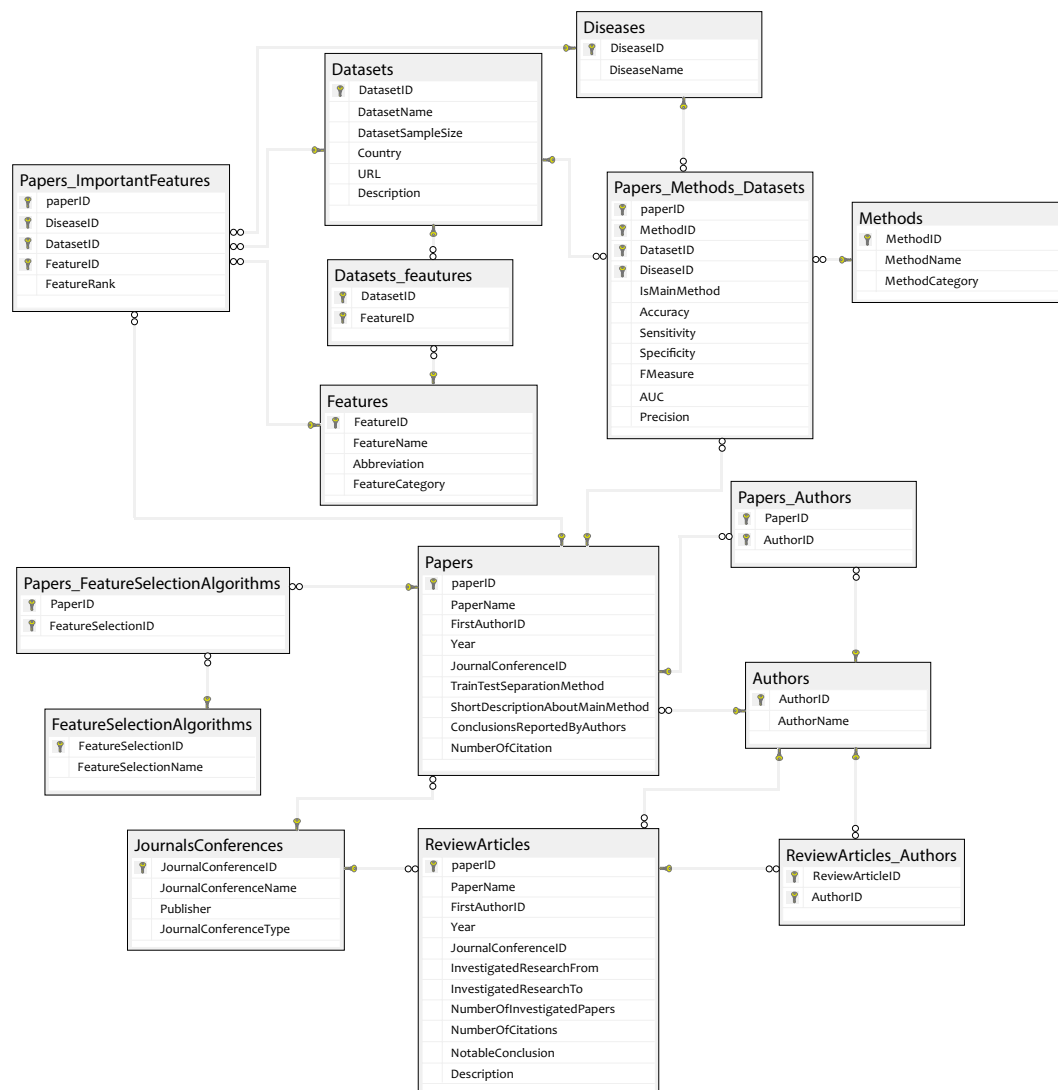 Diseases
DiseaseID
DiseaseName
Datasets
DatasetID
DatasetName
DatasetSampleSize
Country
URL
Description
Papers_ImportantFeatures
paperID
DiseaseID
DatasetID
FeatureID
FeatureRank
Papers_Methods_Datasets
paperID
MethodID
DatasetID
DiseaseID
IsMainMethod
Accuracy
Sensitivity
Specificity
FMeasure
AUC
Precision
Methods
MethodID
MethodName
MethodCategory
Datasets_feautures
DatasetID
FeatureID
Features
FeatureID
FeatureName
Abbreviation
FeatureCategory
Papers_Authors
PaperID
AuthorID
Papers
paperID
PaperName
FirstAuthorID
Year
JournalConferenceID
TrainTestSeparationMethod
ShortDescriptionAboutMainMethod
ConclusionsReportedByAuthors
NumberOfCitation
Papers_FeatureSelectionAlgorithms
PaperID
FeatureSelectionID
FeatureSelectionAlgorithms
FeatureSelectionID
FeatureSelectionName
Authors
AuthorID
AuthorName
JournalsConferences
JournalConferenceID
JournalConferenceName
Publisher
JournalConferenceType
ReviewArticles
paperID
PaperName
FirstAuthorID
Year
JournalConferenceID
InvestigatedResearchFrom
InvestigatedResearchTo
NumberOfInvestigatedPapers
NumberOfCitations
NotableConclusion
Description
ReviewArticles_Authors
ReviewArticleID
AuthorID